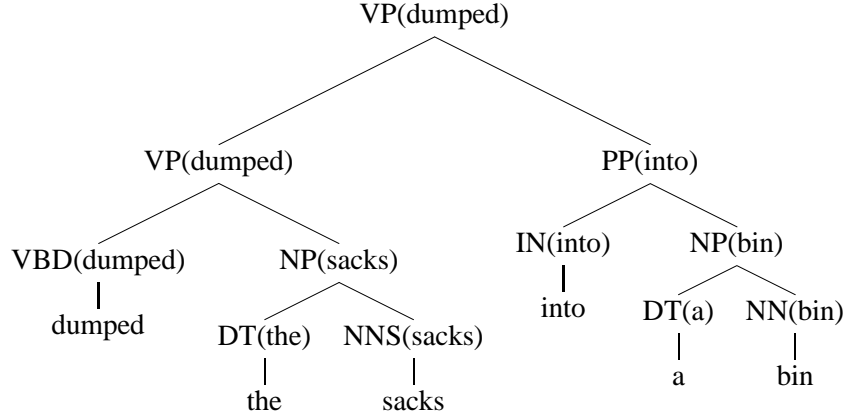 VP(dumped)
VP(dumped) PP(into)
VBD(dumped) NP(sacks) IN(into) NP(bin)
dumped DT(the) NNS(sacks) into DT(a) NN(bin)
the sacks a bin